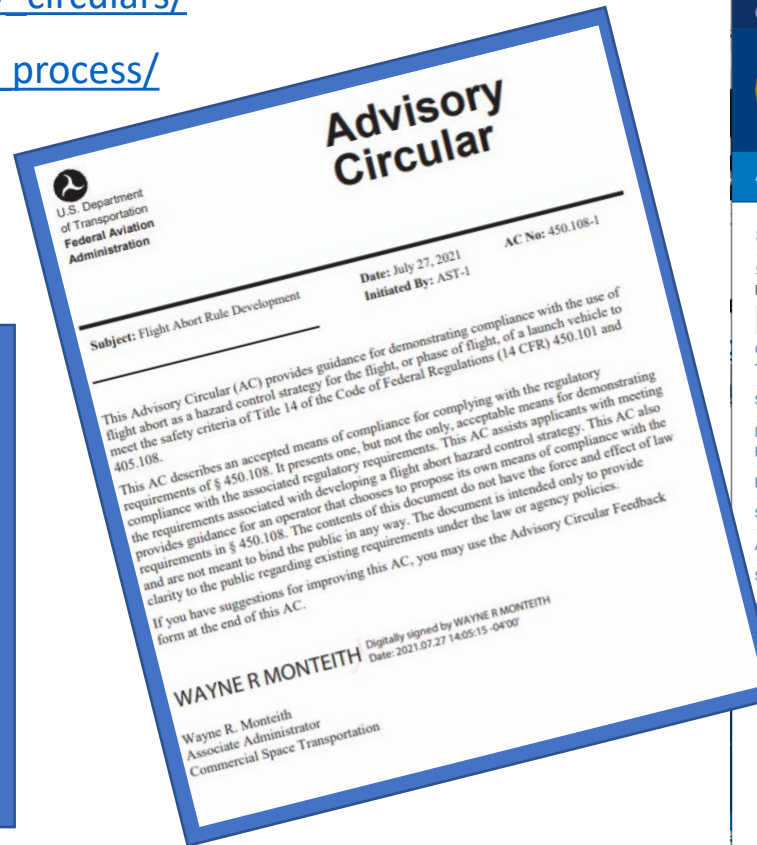 _circulars/
_process/
Advisory
Circular
U.S. Department
of Transportation
Federal Aviation
Administration
Subject: Flight Abort Rule Development
Date: July 27, 2021
Initiated By: AST-1
AC No: 450.108-1
This Advisory Circular (AC) provides guidance for demonstrating compliance with the use of
flight abort as a hazard control strategy for the flight, or phase of flight, of a launch vehicle to
meet the safety criteria of Title 14 of the Code of Federal Regulations (14 CFR) 450.101 and
405.108.
This AC describes an accepted means of compliance for complying with the regulatory
requirements of § 450.108. It presents one, but not the only, acceptable means for demonstrating
compliance with the associated regulatory requirements. This AC assists applicants with meeting
the requirements associated with developing a flight abort hazard control strategy. This AC also
provides guidance for an operator that chooses to propose its own means of compliance with the
requirements in § 450.108. The contents of this document do not have the force and effect of law
and are not meant to bind the public in any way. The document is intended only to provide
clarity to the public regarding existing requirements under the law or agency policies.
If you have suggestions for improving this AC, you may use the Advisory Circular Feedback
form at the end of this AC.
WAYNE R MONTEITH
Digitally signed by WAYNE R MONTEITH
Date: 2021.07.27 14:05:15 -04'00'
Wayne R. Monteith
Associate Administrator
Commercial Space Transportation